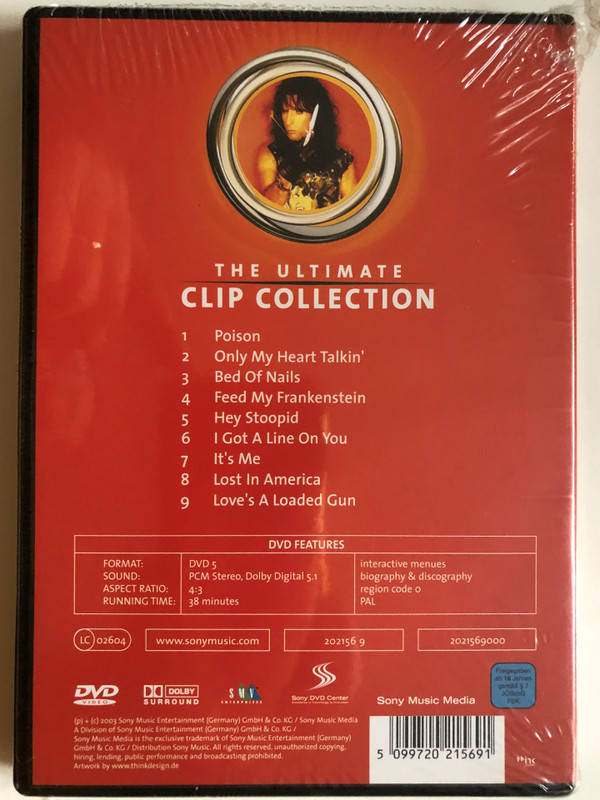 THE ULTIMATE
CLIP COLLECTION
1 Poison
2 Only My Heart Talkin'
3 Bed Of Nails
4 Feed My Frankenstein
5 Hey Stoopid
6 I Got A Line On You
7 It's Me
8 Lost In America
9 Love's A Loaded Gun
DVD FEATURES
FORMAT: DVD 5 interactive menues
SOUND: PCM Stereo, Dolby Digital 5.1 biography & discography
ASPECT RATIO: 4:3 region code 0
RUNNING TIME: 38 minutes PAL
LC 02604 www.sonymusic.com 202156 9 2021569000
DVD VIDEO DOLBY SURROUND SMV ENTERPRISES Sony DVD Center Sony Music Media
Freigegeben
ab 16 Jahren
gemäß § 7
JÖSchG
FSK
(p) + (c) 2003 Sony Music Entertainment (Germany) GmbH & Co. KG / Sony Music Media
A Division of Sony Music Entertainment (Germany) GmbH & Co. KG /
Sony Music Media is the exclusive trademark of Sony Music Entertainment (Germany)
GmbH & Co. KG / Distribution Sony Music. All rights reserved, unauthorized copying,
hiring, lending, public performance and broadcasting prohibited.
Artwork by www.thinkdesign.de
5 099720 215691